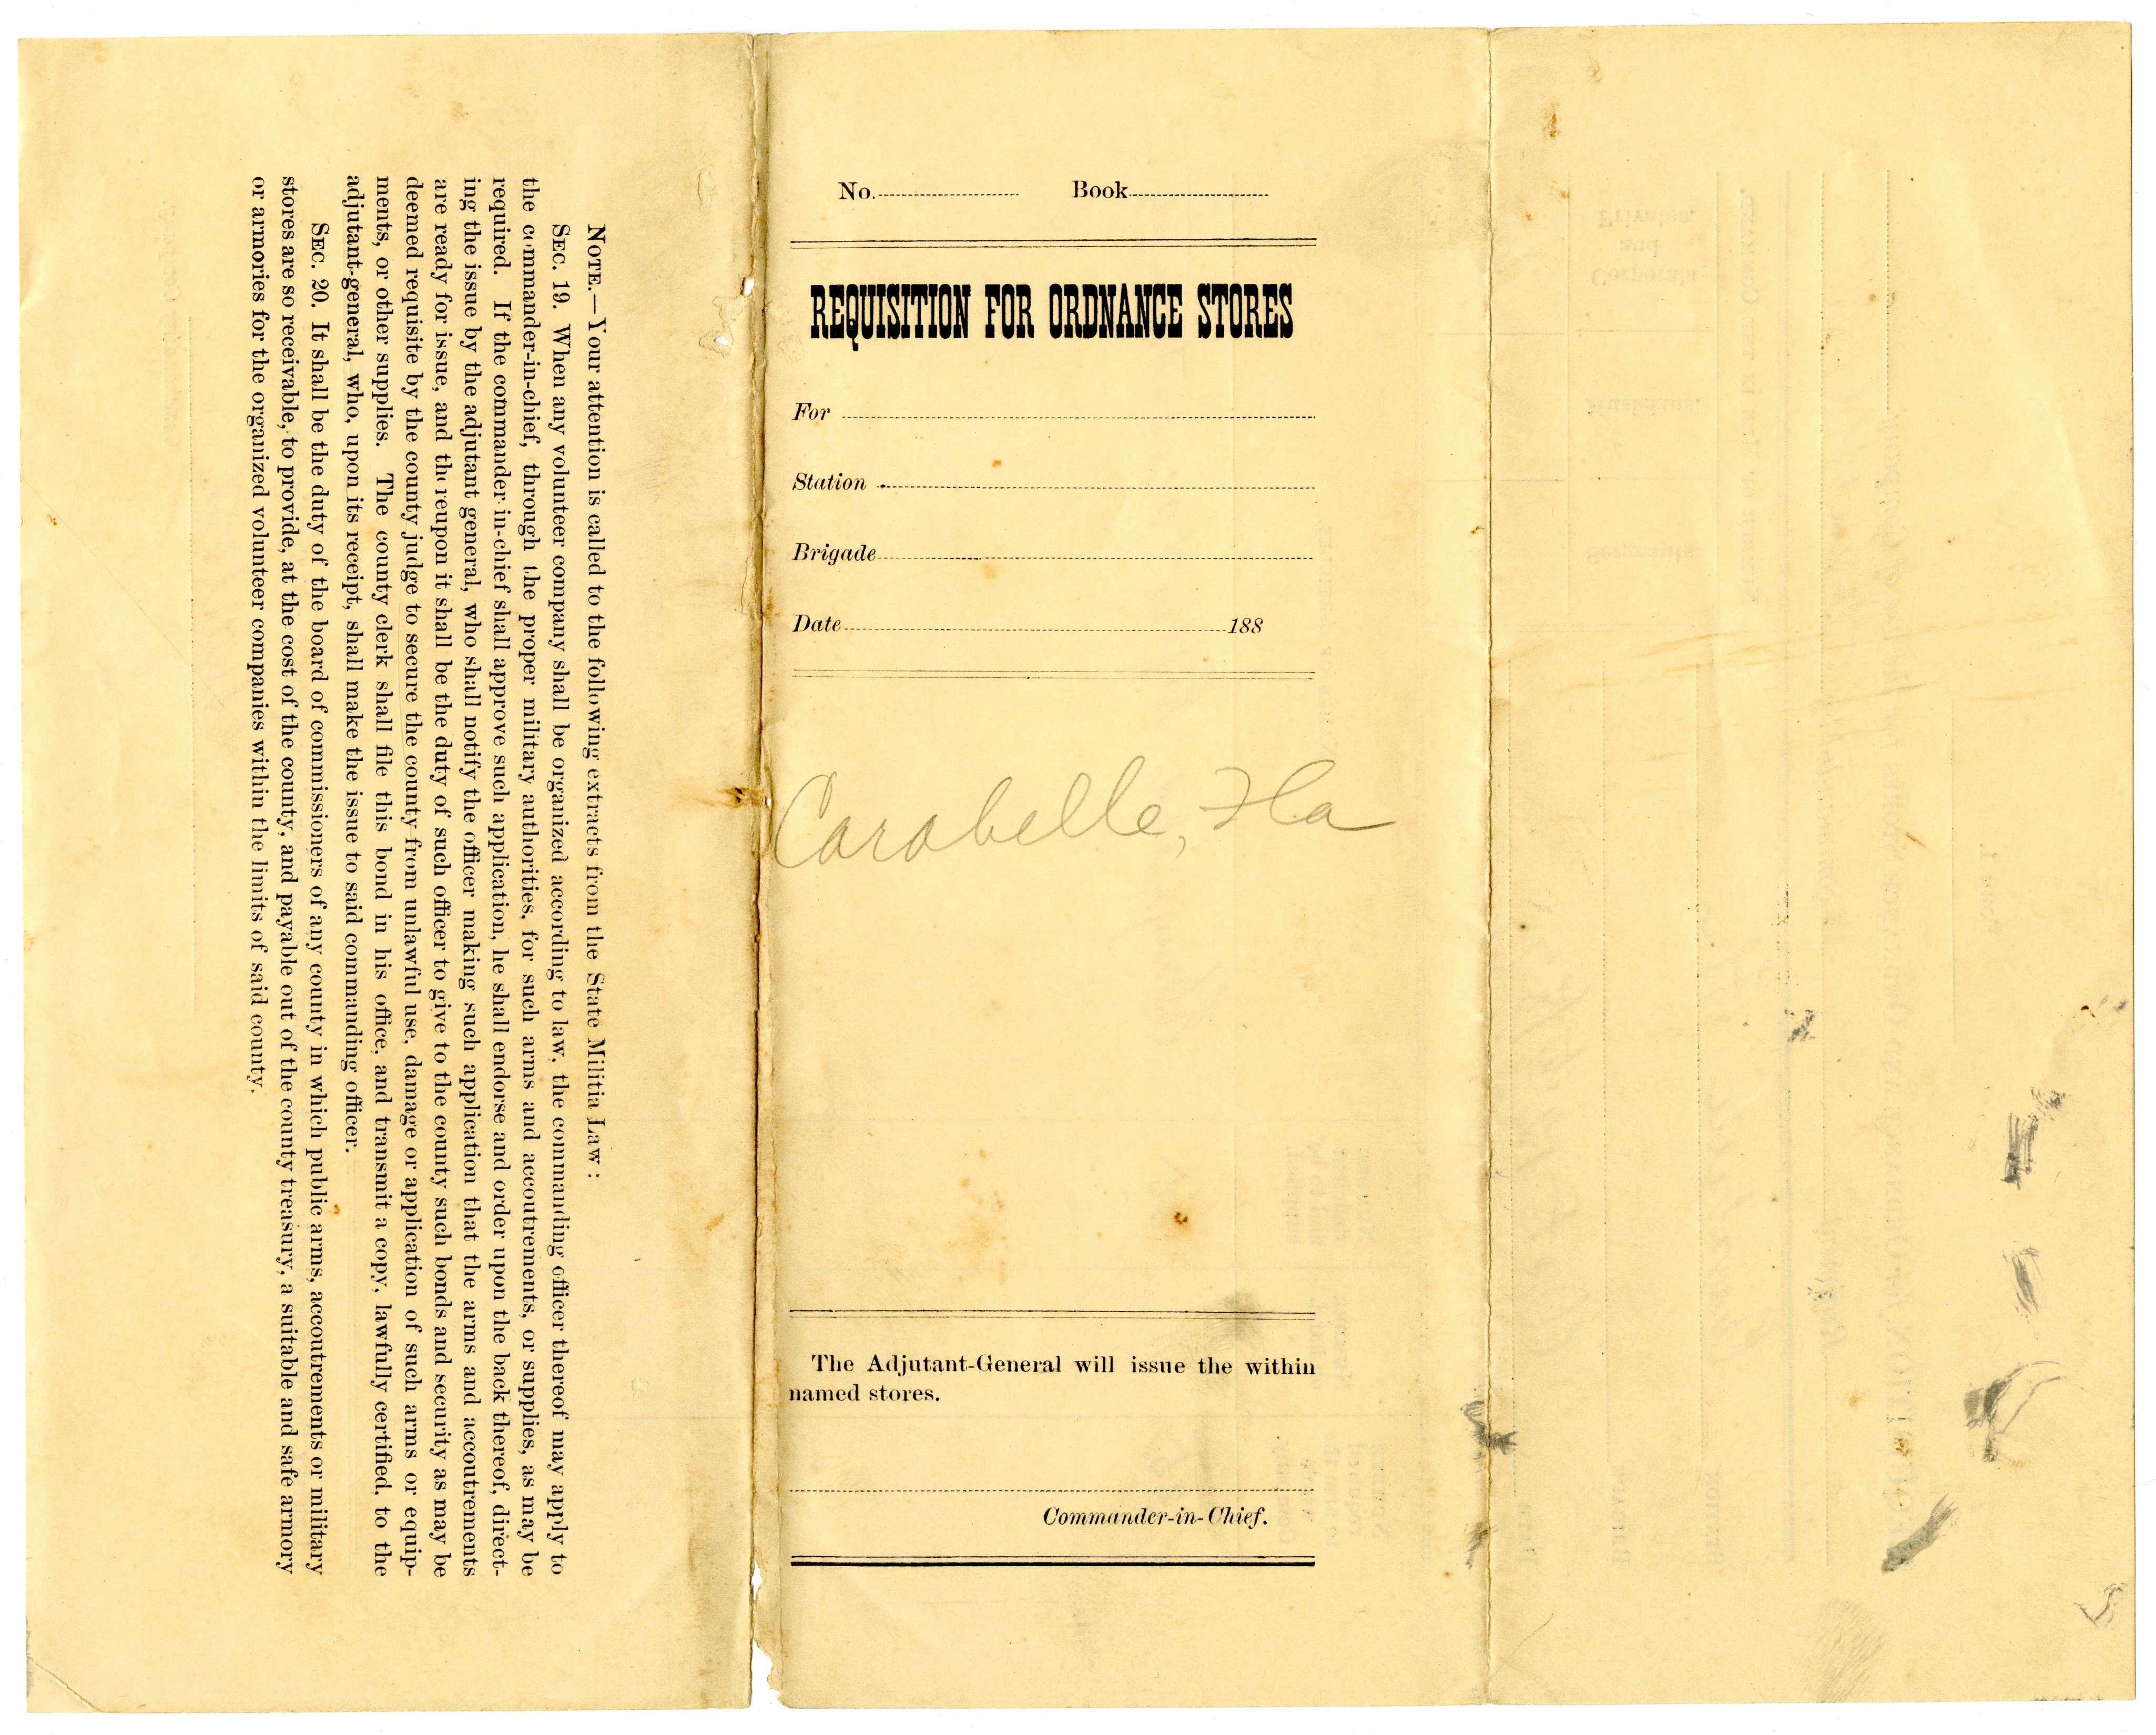 NOTE.—Your attention is called to the following extracts from the State Militia Law:
SEC. 19. When any volunteer company shall be organized according to law, the commanding officer thereof may apply to
the commander-in-chief, through the proper military authorities, for such arms and accoutrements, or supplies, as may be
required. If the commander-in-chief shall approve such application, he shall endorse and order upon the back thereof, direct-
ing the issue by the adjutant general, who shall notify the officer making such application that the arms and accoutrements
are ready for issue, and thereupon it shall be the duty of such officer to give to the county such bonds and security as may be
deemed requisite by the county judge to secure the county from unlawful use, damage or application of such arms or equip-
ments, or other supplies. The county clerk shall file this bond in his office, and transmit a copy, lawfully certified, to the
adjutant-general, who, upon its receipt, shall make the issue to said commanding officer.
SEC. 20. It shall be the duty of the board of commissioners of any county in which public arms, accoutrements or military
stores are so receivable, to provide, at the cost of the county, and payable out of the county treasury, a suitable and safe armory
or armories for the organized volunteer companies within the limits of said county.
No. Book
REQUISITION FOR ORDNANCE STORES
For
Station
Brigade
Date 188
Carabelle, Fla
The Adjutant-General will issue the within
named stores.
Commander-in-Chief.